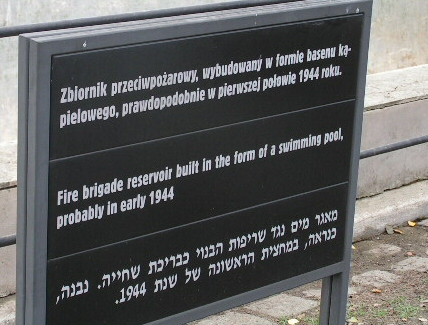 Zbiornik przeciwpożarowy, wybudowany w formie basenu ką-
pielowego, prawdopodobnie w pierwszej połowie 1944 roku.
Fire brigade reservoir built in the form of a swimming pool,
probably in early 1944
מאגר מים נגד שריפות הבנוי כבריכת שחייה. נבנה,
כנראה, במחצית הראשונה של שנת 1944.